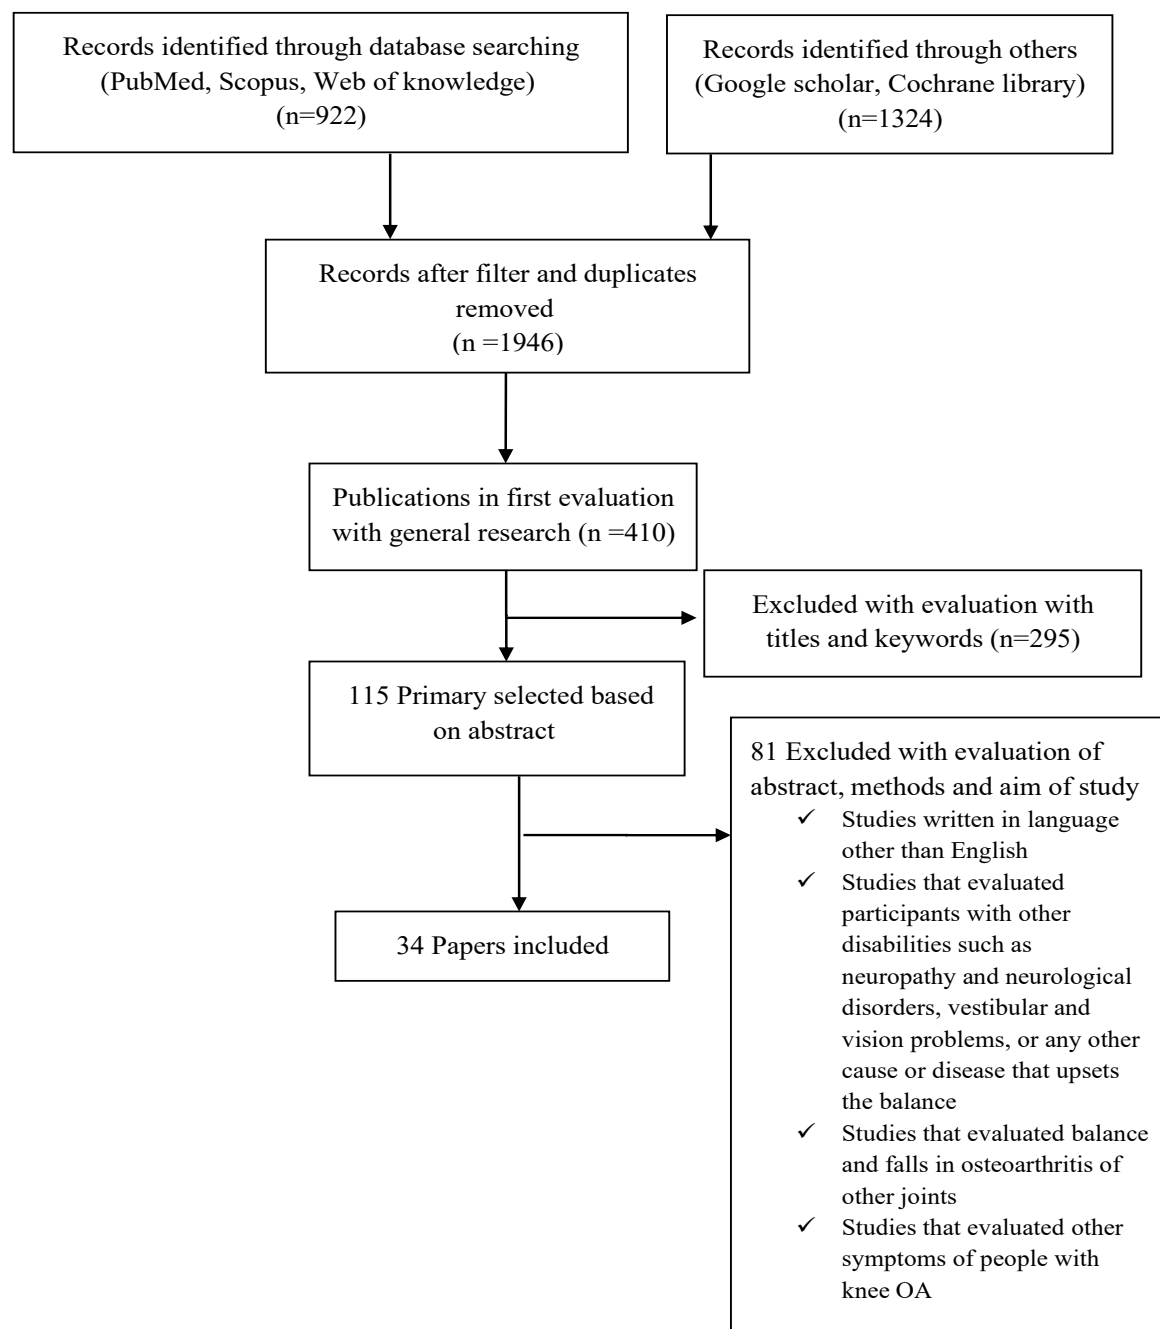 Records identified through database searching
(PubMed, Scopus, Web of knowledge)
(n=922)
Records identified through others
(Google scholar, Cochrane library)
(n=1324)
Records after filter and duplicates
removed
(n =1946)
Publications in first evaluation
with general research (n =410)
Excluded with evaluation with
titles and keywords (n=295)
115 Primary selected based
on abstract
81 Excluded with evaluation of
abstract, methods and aim of study
✓ Studies written in language
other than English
✓ Studies that evaluated
participants with other
disabilities such as
neuropathy and neurological
disorders, vestibular and
vision problems, or any other
cause or disease that upsets
the balance
✓ Studies that evaluated balance
and falls in osteoarthritis of
other joints
✓ Studies that evaluated other
symptoms of people with
knee OA
34 Papers included